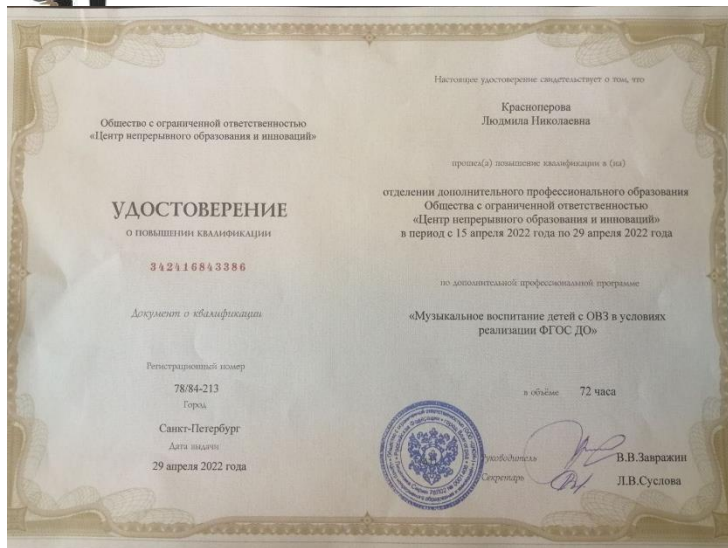 Общество с ограниченной ответственностью
«Центр непрерывного образования и инноваций»
УДОСТОВЕРЕНИЕ
О ПОВЫШЕНИИ КВАЛИФИКАЦИИ
342416843386
Документ о квалификации
Регистрационный номер
78/84-213
Город
Санкт-Петербург
Дата выдачи
29 апреля 2022 года
Настоящее удостоверение свидетельствует о том, что
Красноперова
Людмила Николаевна
прошел(а) повышение квалификации в (на)
отделении дополнительного профессионального образования
Общества с ограниченной ответственностью
«Центр непрерывного образования и инноваций»
в период с 15 апреля 2022 года по 29 апреля 2022 года
по дополнительной профессиональной программе
«Музыкальное воспитание детей с ОВЗ в условиях
реализации ФГОС ДО»
в объёме 72 часа
Руководитель В.В.Завражин
Секретарь Л.В.Суслова